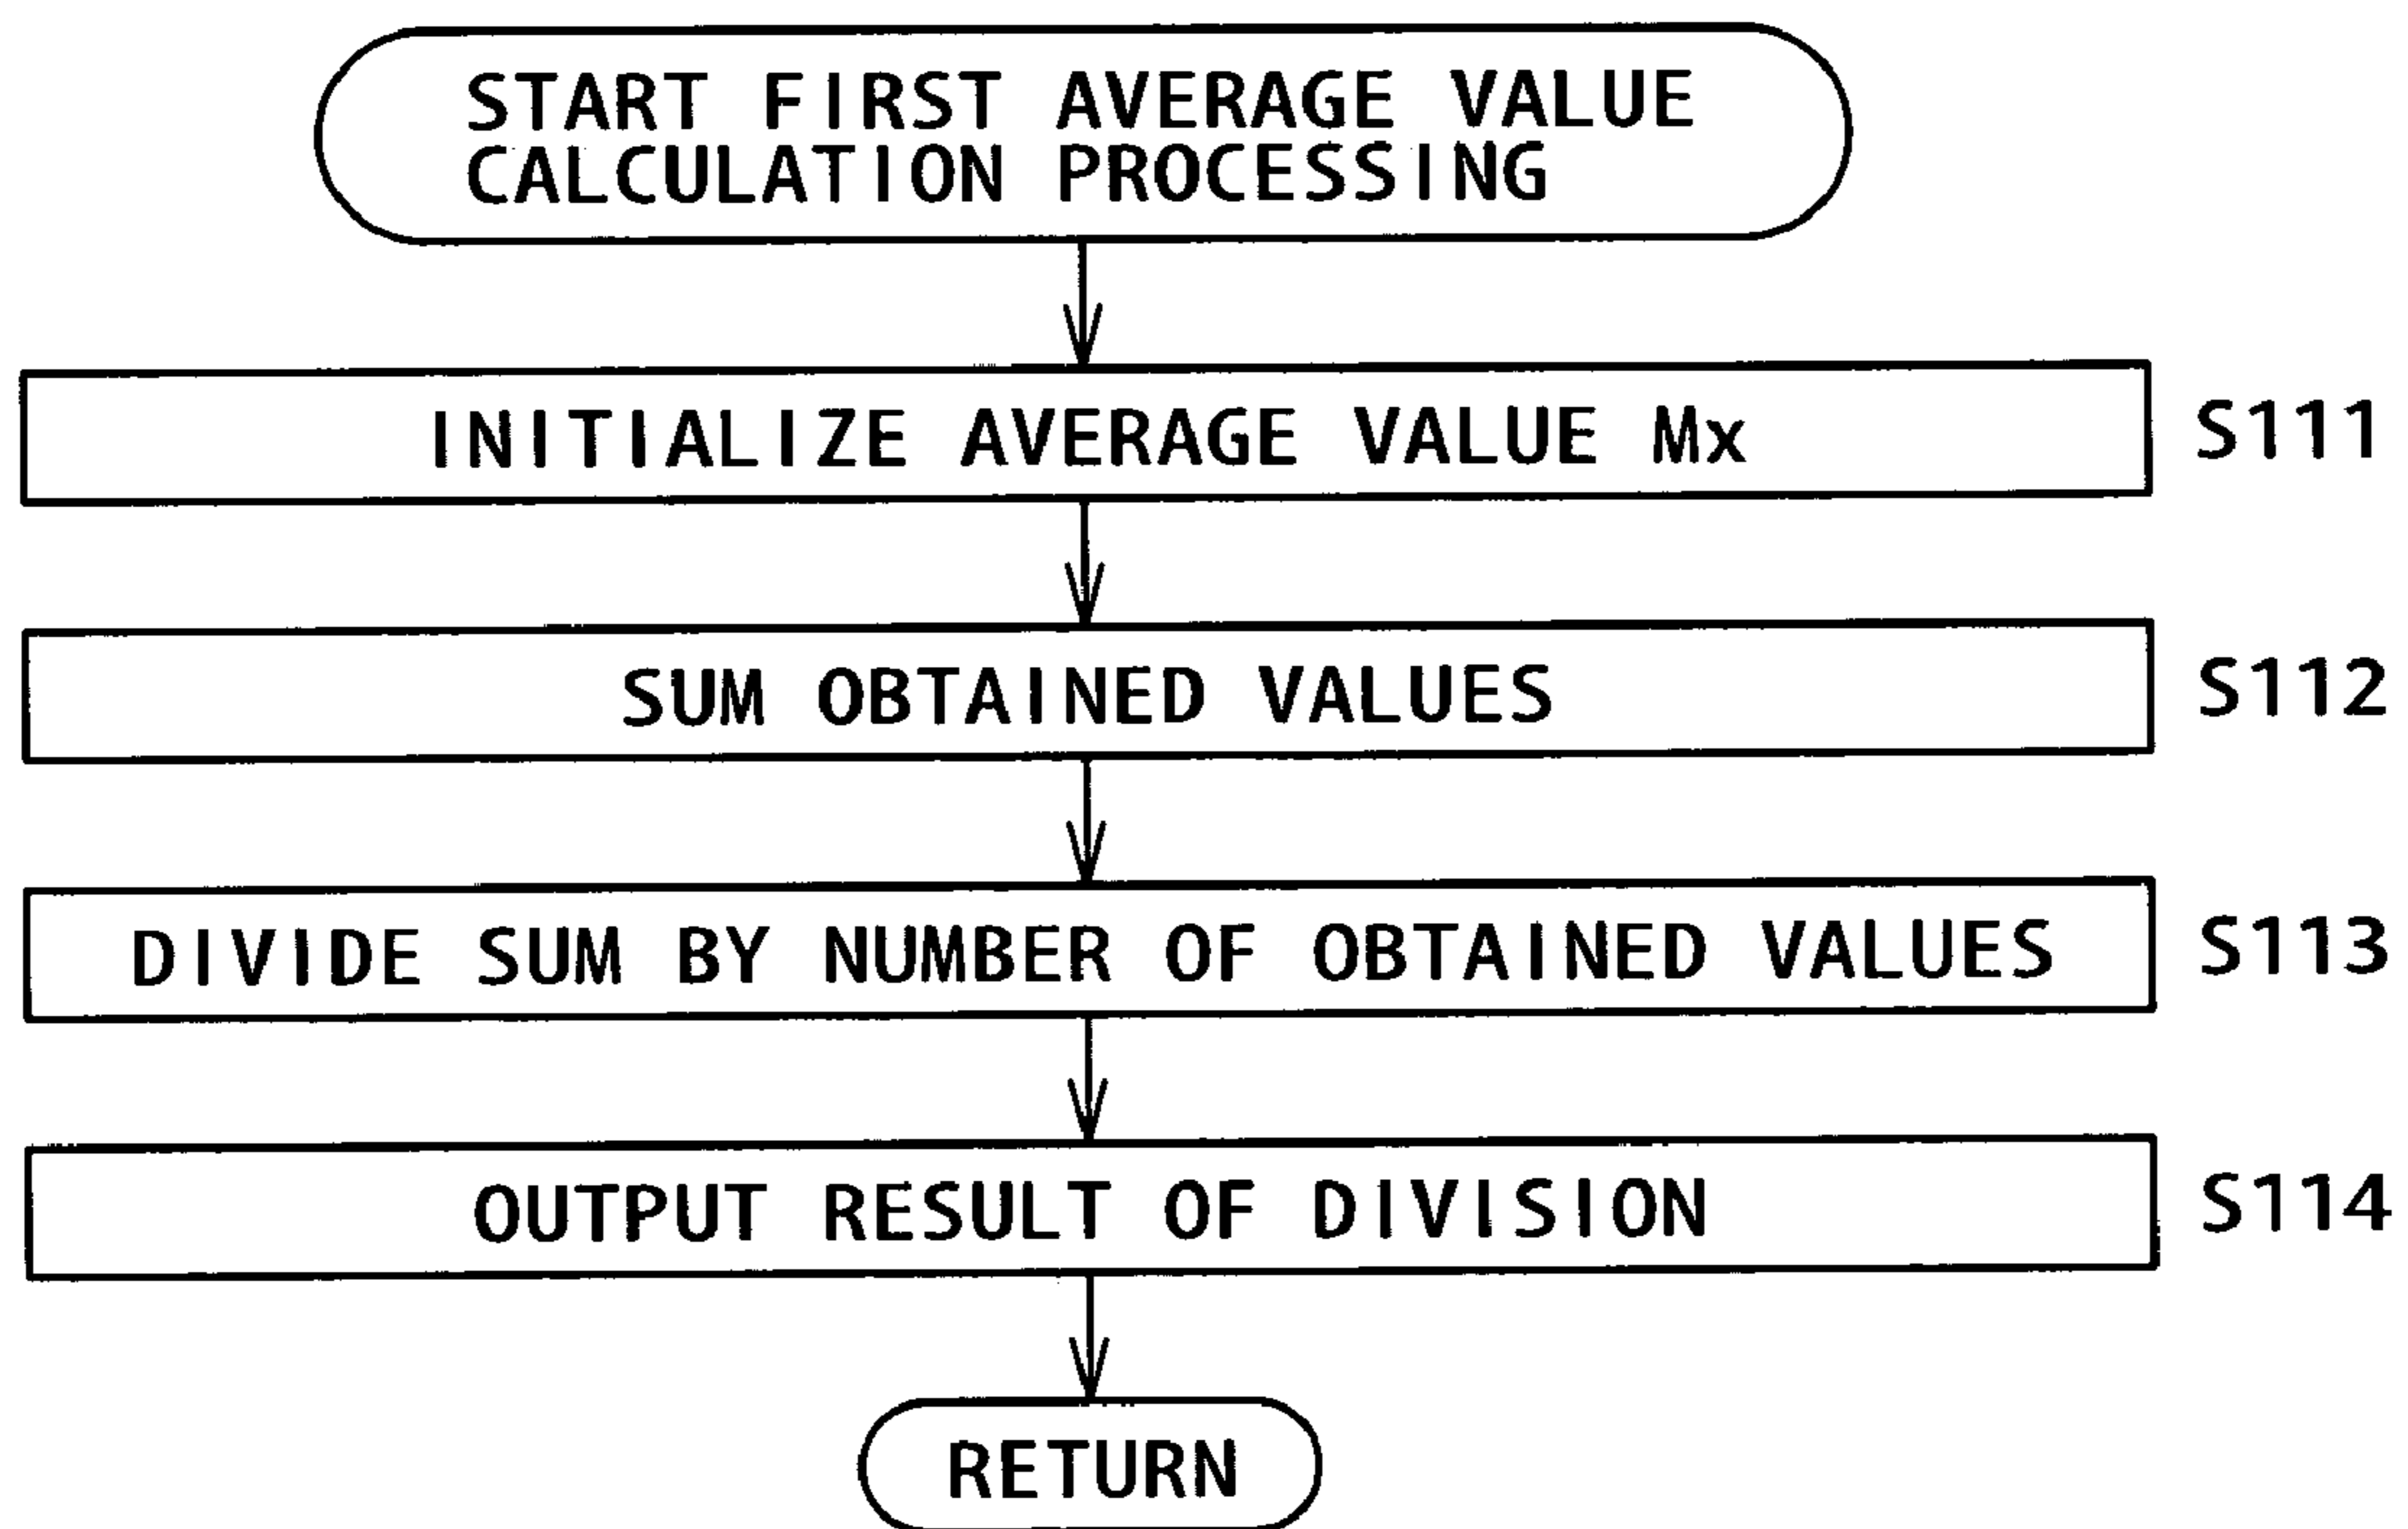 START FIRST AVERAGE VALUE
CALCULATION PROCESSING
INITIALIZE AVERAGE VALUE Mx S111
SUM OBTAINED VALUES S112
DIVIDE SUM BY NUMBER OF OBTAINED VALUES S113
OUTPUT RESULT OF DIVISION S114
RETURN